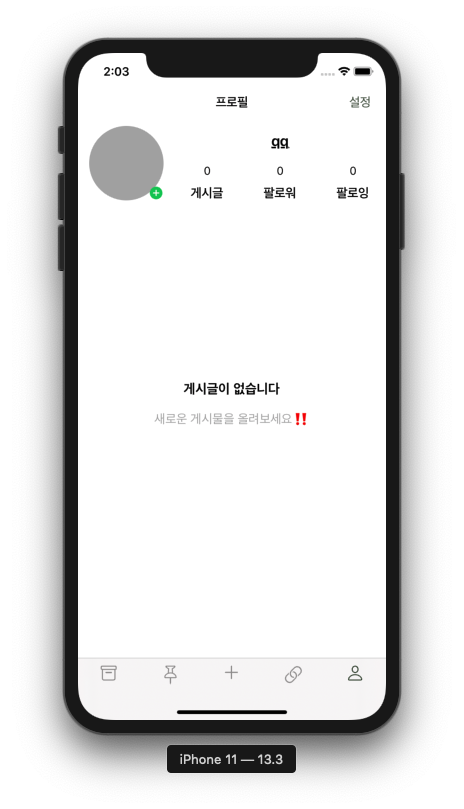 2:03
프로필 설정
qq
0 0 0
게시글 팔로워 팔로잉
게시글이 없습니다
새로운 게시물을 올려보세요‼️
iPhone 11 — 13.3